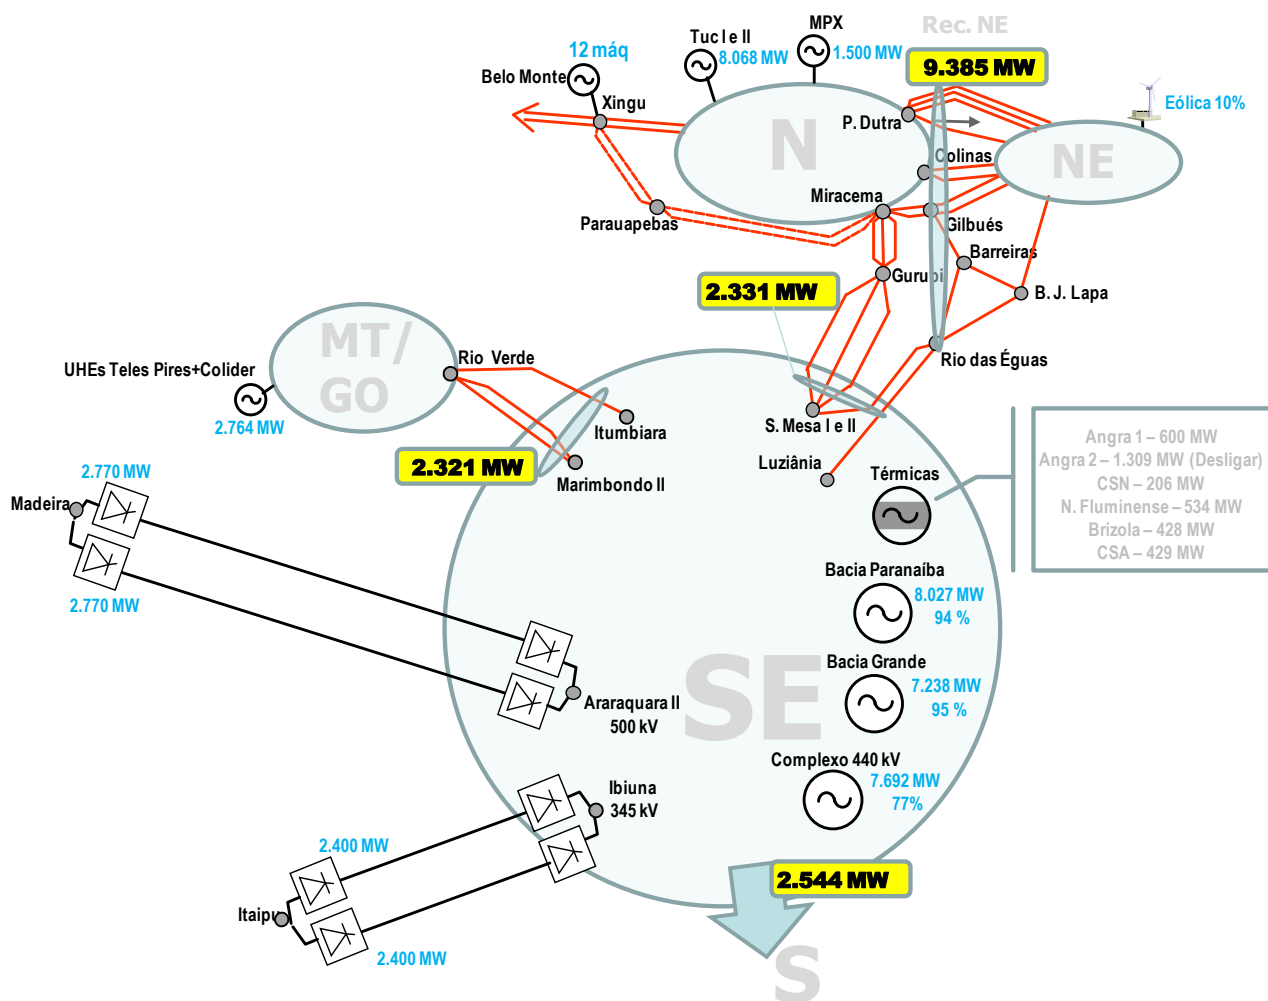 MPX
Rec. NE
Tuc I e II
12 máq
8.068 MW
1.500 MW
9.385 MW
Belo Monte
Xingu
Eólica 10%
P. Dutra
N
NE
Colinas
Miracema
Parauapebas
Gilbués
Barreiras
Gurupi
2.331 MW
B. J. Lapa
MT/
GO
Rio Verde
Rio das Éguas
UHEs Teles Pires+Colider
2.764 MW
Itumbiara
S. Mesa I e II
2.321 MW
Marimbondo II
Luziânia
Térmicas
Angra 1 – 600 MW
Angra 2 – 1.309 MW (Desligar)
CSN – 206 MW
N. Fluminense – 534 MW
Brizola – 428 MW
CSA – 429 MW
2.770 MW
Madeira
2.770 MW
Bacia Paranaíba
8.027 MW
94 %
SE
Bacia Grande
7.238 MW
95 %
Araraquara II
500 kV
Complexo 440 kV
7.692 MW
77%
Ibiuna
345 kV
2.400 MW
2.544 MW
Itaipu
2.400 MW
S